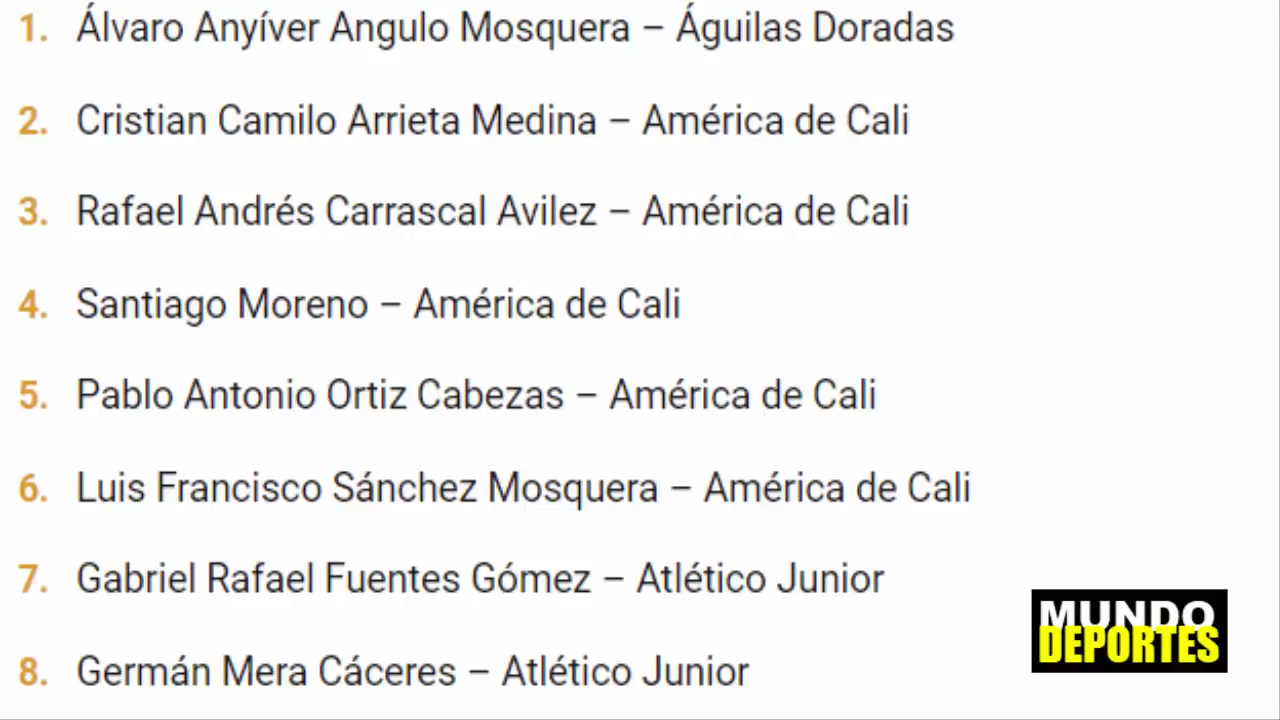 1. Álvaro Anyíver Angulo Mosquera – Águilas Doradas
2. Cristian Camilo Arrieta Medina – América de Cali
3. Rafael Andrés Carrascal Avilez – América de Cali
4. Santiago Moreno – América de Cali
5. Pablo Antonio Ortiz Cabezas – América de Cali
6. Luis Francisco Sánchez Mosquera – América de Cali
7. Gabriel Rafael Fuentes Gómez – Atlético Junior
8. Germán Mera Cáceres – Atlético Junior
MUNDO
DEPORTES